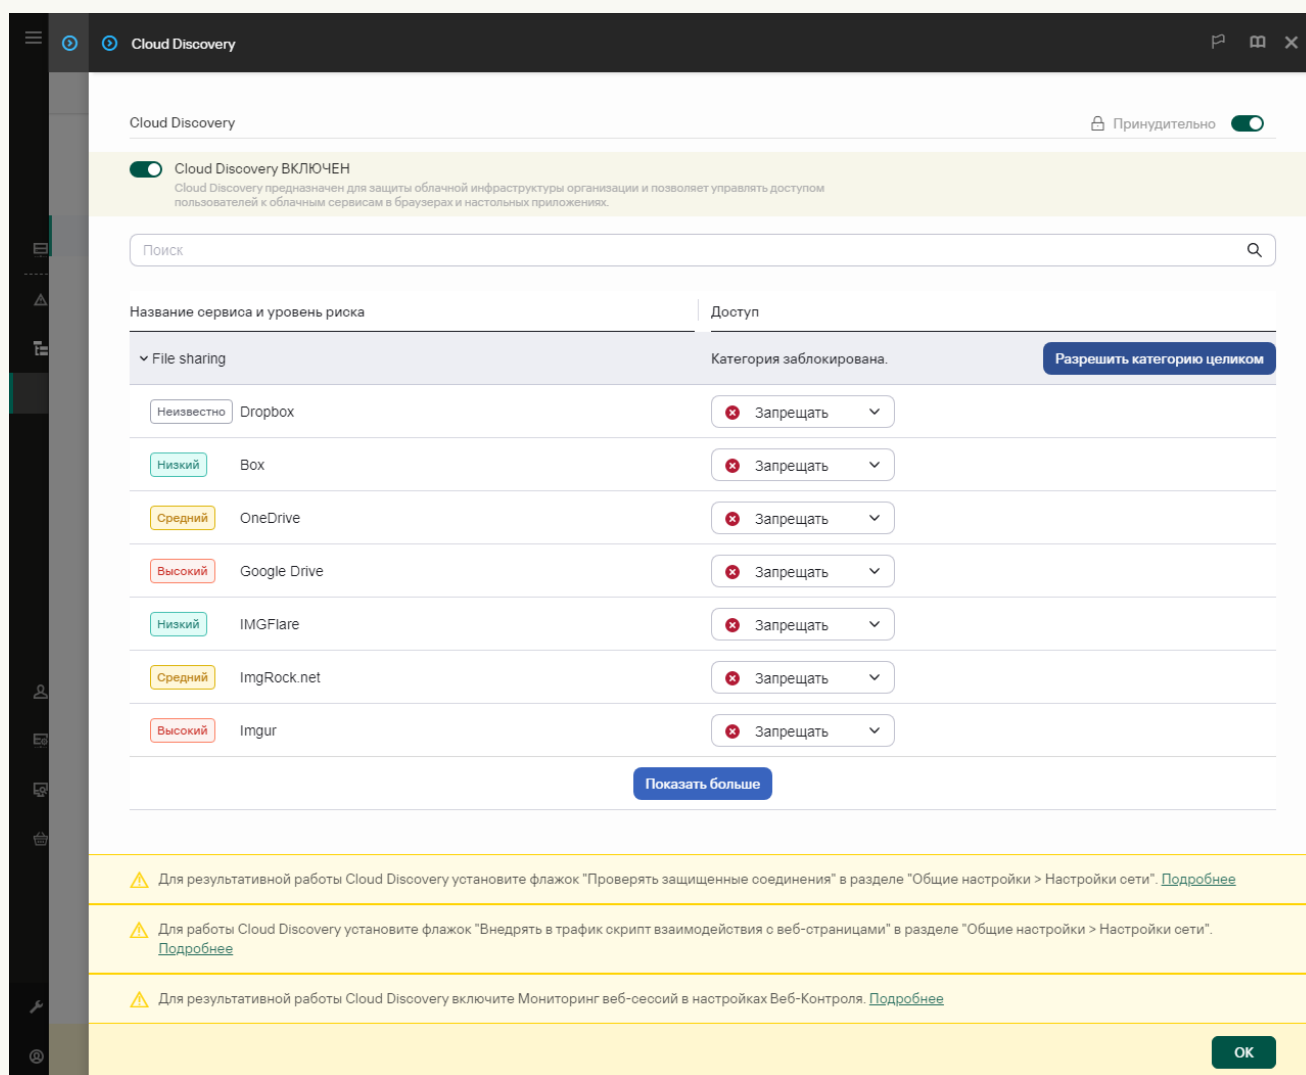 Cloud Discovery
Cloud Discovery
Принудительно
Cloud Discovery ВКЛЮЧЕН
Cloud Discovery предназначен для защиты облачной инфраструктуры организации и позволяет управлять доступом
пользователей к облачным сервисам в браузерах и настольных приложениях.
Поиск
Название сервиса и уровень риска
Доступ
File sharing
Категория заблокирована.
Разрешить категорию целиком
Неизвестно Dropbox
Запрещать
Низкий Box
Запрещать
Средний OneDrive
Запрещать
Высокий Google Drive
Запрещать
Низкий IMGFlare
Запрещать
Средний ImgRock.net
Запрещать
Высокий Imgur
Запрещать
Показать больше
Для результативной работы Cloud Discovery установите флажок "Проверять защищенные соединения" в разделе "Общие настройки > Настройки сети". Подробнее
Для работы Cloud Discovery установите флажок "Внедрять в трафик скрипт взаимодействия с веб-страницами" в разделе "Общие настройки > Настройки сети".
Подробнее
Для результативной работы Cloud Discovery включите Мониторинг веб-сессий в настройках Веб-Контроля. Подробнее
ОК